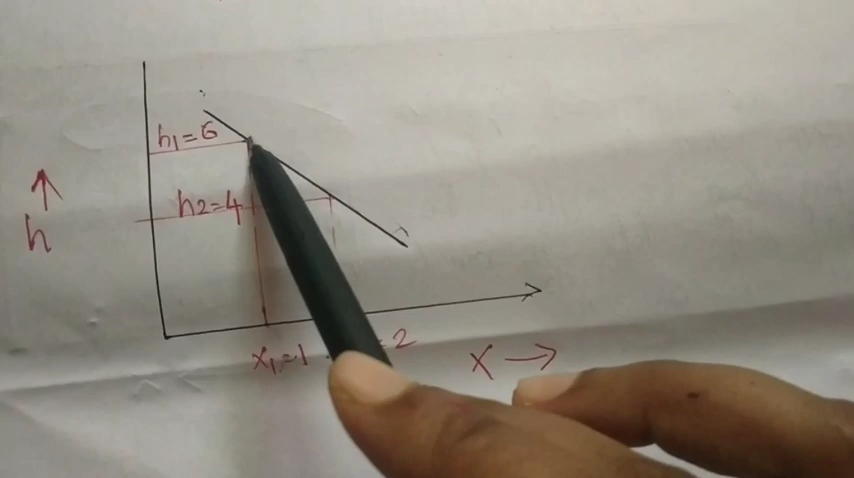 h1=6
h2=4
h
x1=1 =2
x